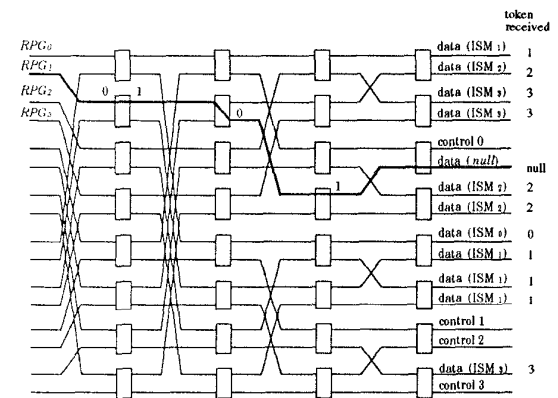 token
received
RPG₀ data (ISM ₁) 1
RPG₁ data (ISM ₂) 2
0 1
RPG₂ data (ISM ₃) 3
RPG₃ 0 data (ISM ₃) 3
control 0
data (null) null
1 data (ISM ₂) 2
data (ISM ₂) 2
data (ISM ₀) 0
data (ISM ₁) 1
data (ISM ₁) 1
data (ISM ₁) 1
control 1
control 2
data (ISM ₃) 3
control 3